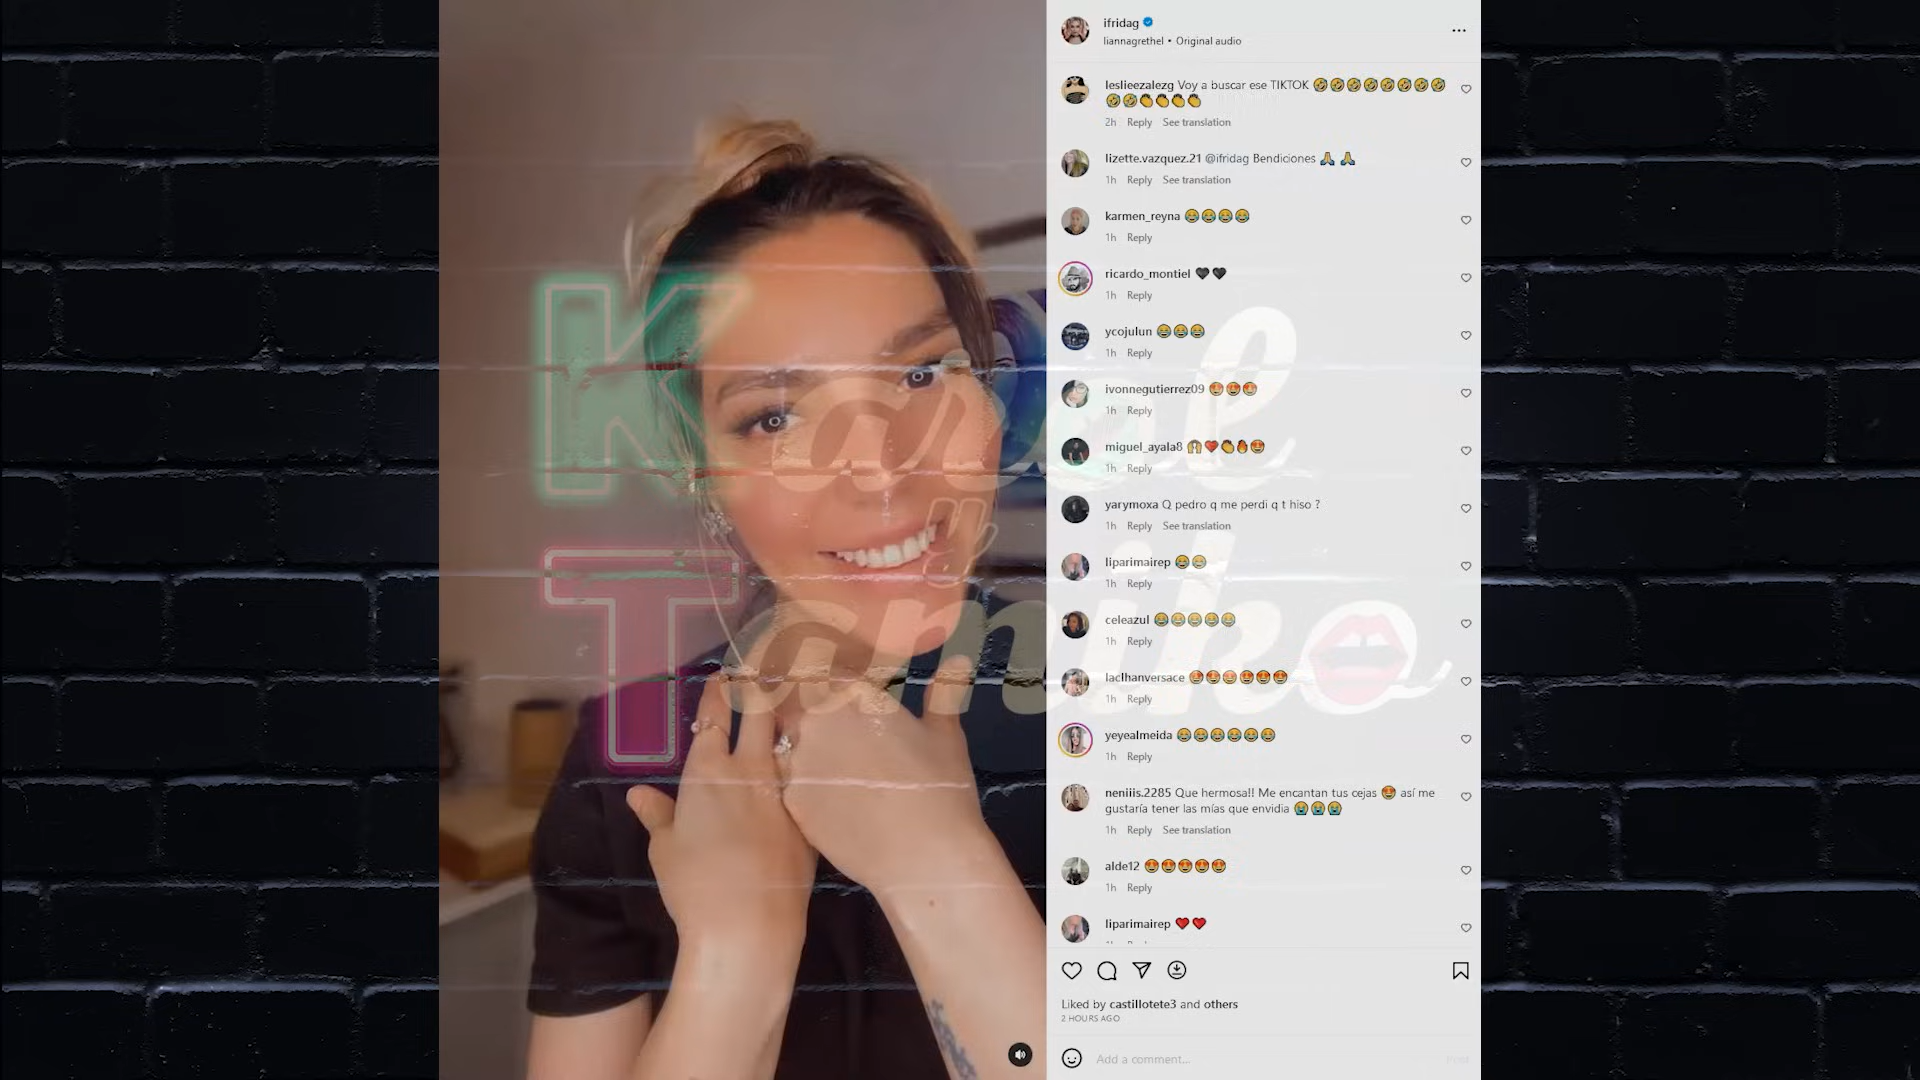 ifridag
liannagrethel • Original audio
leslieezalezg Voy a buscar ese TIKTOK 🤣🤣🤣🤣🤣🤣🤣🤣
🤣🤣👏👏👏👏
2h Reply See translation
lizette.vazquez.21 @ifridag Bendiciones 🙏 🙏
1h Reply See translation
karmen_reyna 😂😂😂😂
1h Reply
ricardo_montiel 🖤🖤
1h Reply
ycojulun 😂😂😂
1h Reply
ivonnegutierrez09 😍😍😍
1h Reply
miguel_ayala8 🙌❤️👏🔥😍
1h Reply
yarymoxa Q pedro q me perdi q t hiso ?
1h Reply See translation
liparimairep 😂😂
1h Reply
celeazul 😂😂😂😂😂
1h Reply
laclhanversace 😍😍😍😍😍😍
1h Reply
yeyealmeida 😂😂😂😂😂😂
1h Reply
neniiis.2285 Que hermosa!! Me encantan tus cejas 😍 así me
gustaría tener las mías que envidia 😭😭😭
1h Reply See translation
alde12 😍😍😍😍😍
1h Reply
liparimairep ❤️❤️
Liked by castillotete3 and others
2 HOURS AGO
Add a comment...
Post
Karibe
y
Tamiko